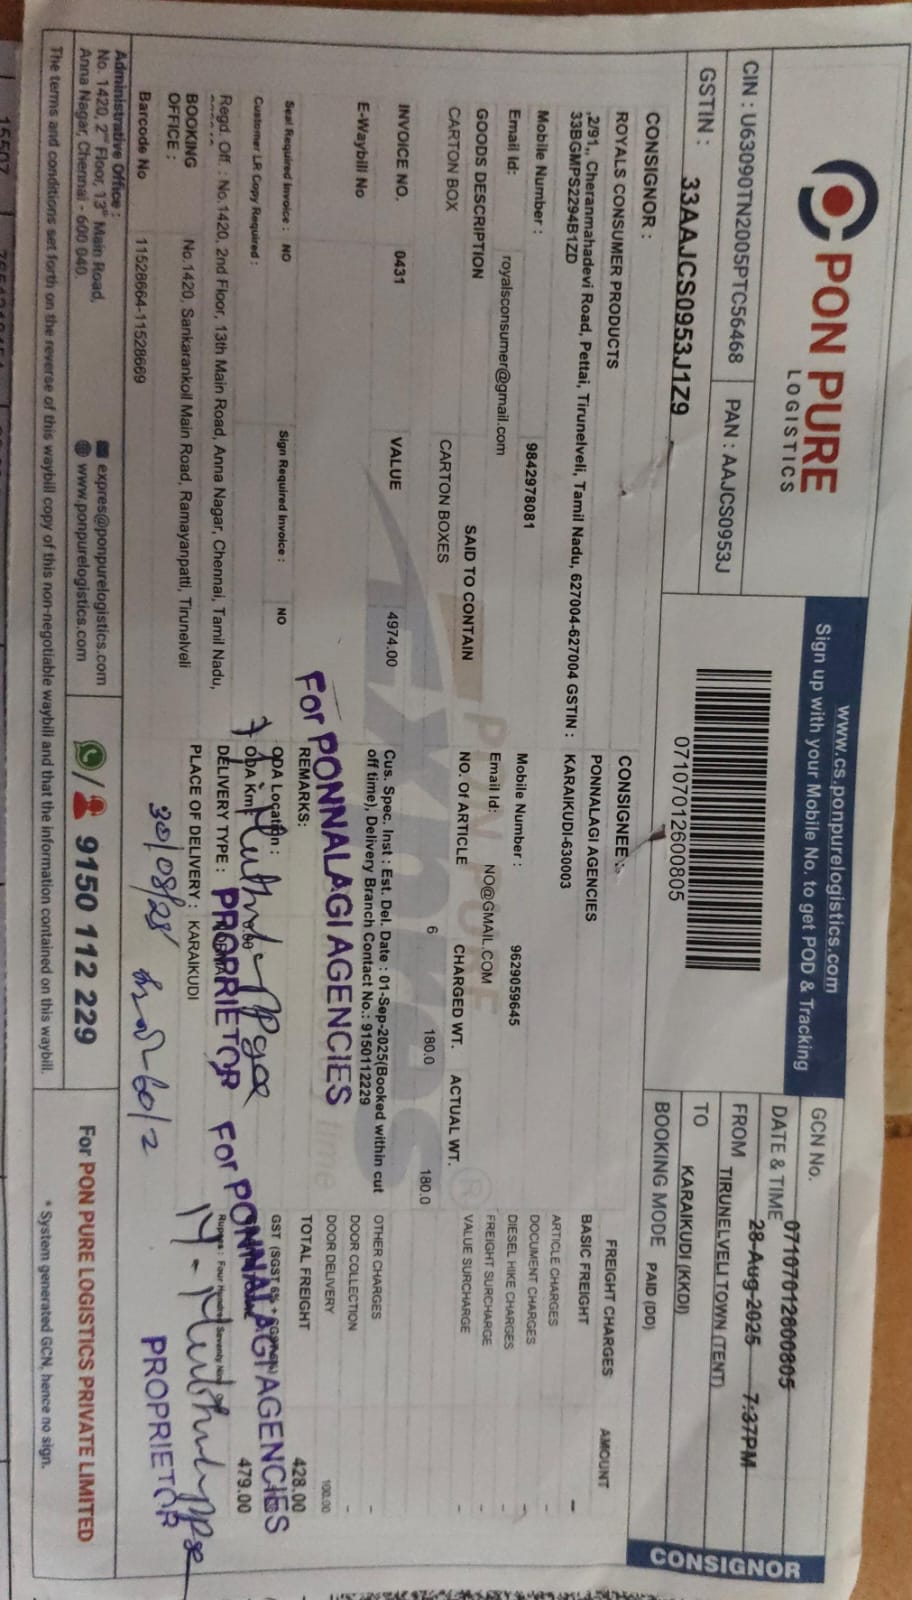 PON PURE
LOGISTICS
CIN : U63090TN2005PTC56468
PAN : AAJCS0953J
GSTIN : 33AAJCS0953J1Z9
www.cs.ponpurelogistics.com
Sign up with your Mobile No. to get POD & Tracking
07107012600805
GCN No. 07107012600805
DATE & TIME 28-Aug-2025 7:37PM
FROM TIRUNELVELI TOWN (TENT)
TO KARAIKUDI (KKDI)
BOOKING MODE PAID (DD)
CONSIGNOR
CONSIGNOR :
ROYALS CONSUMER PRODUCTS
,2/91,, Cheranmahadevi Road, Pettai, Tirunelveli, Tamil Nadu, 627004-627004 GSTIN :
33BGMPS2294B1ZD
Mobile Number : 9842978081
Email Id: royalsconsumer@gmail.com
CONSIGNEE :
PONNALAGI AGENCIES
KARAIKUDI-630003
Mobile Number : 9629059645
Email Id: NO@GMAIL.COM
GOODS DESCRIPTION SAID TO CONTAIN NO. OF ARTICLE CHARGED WT. ACTUAL WT.
CARTON BOX CARTON BOXES 6 180.0 180.0
INVOICE NO. 0431 VALUE 4974.00
E-Waybill No
Cus. Spec. Inst : Est. Del. Date : 01-Sep-2025(Booked within cut
off time), Delivery Branch Contact No.: 9150112229
REMARKS:
For PONNALAGI AGENCIES
PROPRIETOR
Seal Required Invoice : NO Sign Required Invoice : NO
Customer LR Copy Required :
ODA Location :
ODA Km
DELIVERY TYPE :
PLACE OF DELIVERY : KARAIKUDI
30/08/25
Regd. Off. : No.1420, 2nd Floor, 13th Main Road, Anna Nagar, Chennai, Tamil Nadu,
BOOKING OFFICE : No.1420, Sankarankoil Main Road, Ramayanpatti, Tirunelveli
Barcode No 11528664-11528669
FREIGHT CHARGES AMOUNT
BASIC FREIGHT -
ARTICLE CHARGES -
DOCUMENT CHARGES -
DIESEL HIKE CHARGES -
FREIGHT SURCHARGE -
VALUE SURCHARGE -
OTHER CHARGES -
DOOR COLLECTION -
DOOR DELIVERY 100.00
TOTAL FREIGHT 428.00
GST (SGST 6% +
479.00
Rupees : Four Hundred Seventy Nine
For PONNALAGI AGENCIES
PROPRIETOR
Administrative Office :
No. 1420, 2nd Floor, 13th Main Road,
Anna Nagar, Chennai - 600 040.
expres@ponpurelogistics.com
www.ponpurelogistics.com
9150 112 229
For PON PURE LOGISTICS PRIVATE LIMITED
* System generated GCN, hence no sign.
The terms and conditions set forth on the reverse of this waybill copy of this non-negotiable waybill and that the information contained on this waybill.